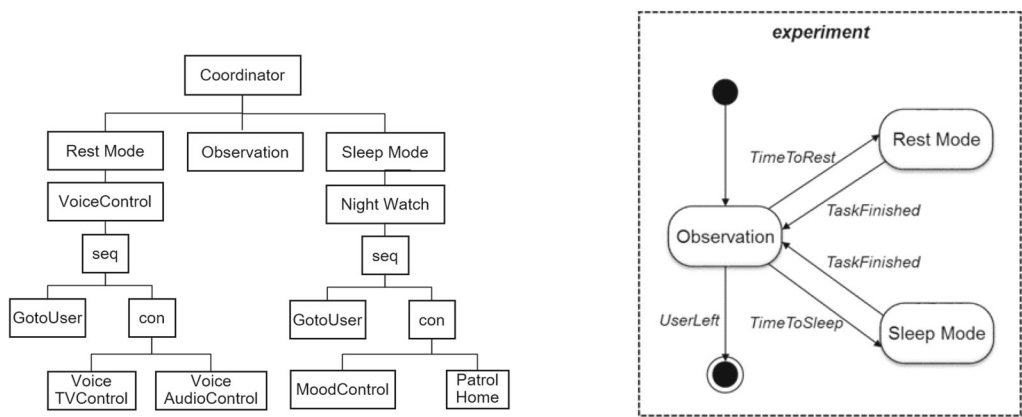 Coordinator
Rest Mode
Observation
Sleep Mode
VoiceControl
Night Watch
seq
seq
GotoUser
con
GotoUser
con
Voice
TVControl
Voice
AudioControl
MoodControl
Patrol
Home
experiment
Rest Mode
TimeToRest
TaskFinished
Observation
TaskFinished
UserLeft
TimeToSleep
Sleep Mode